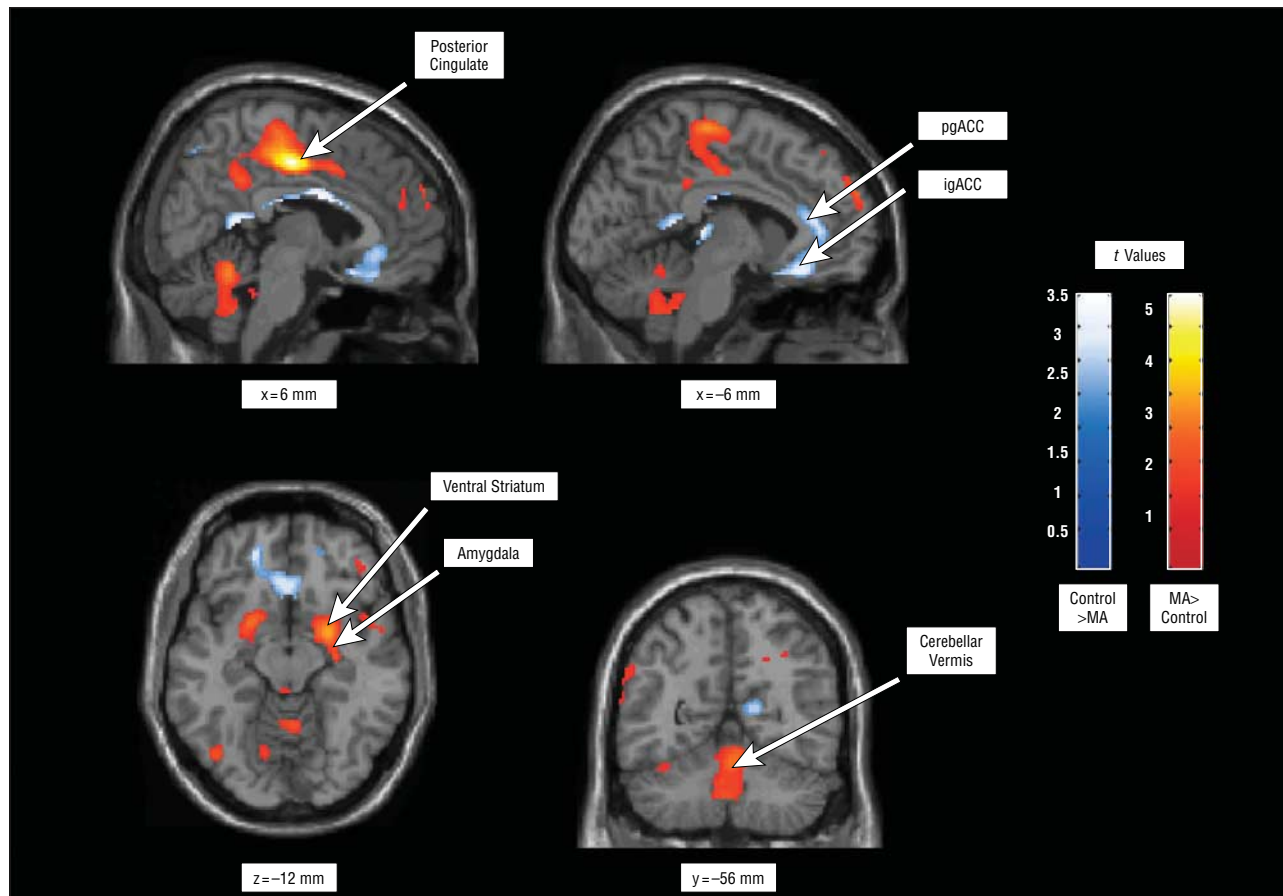 Posterior
Cingulate
pgACC
igACC
x=6 mm
x=–6 mm
t Values
3.5
3
2.5
2
1.5
1
0.5
5
4
3
2
1
Control
>MA
MA>
Control
Ventral Striatum
Amygdala
Cerebellar
Vermis
z=–12 mm
y=–56 mm